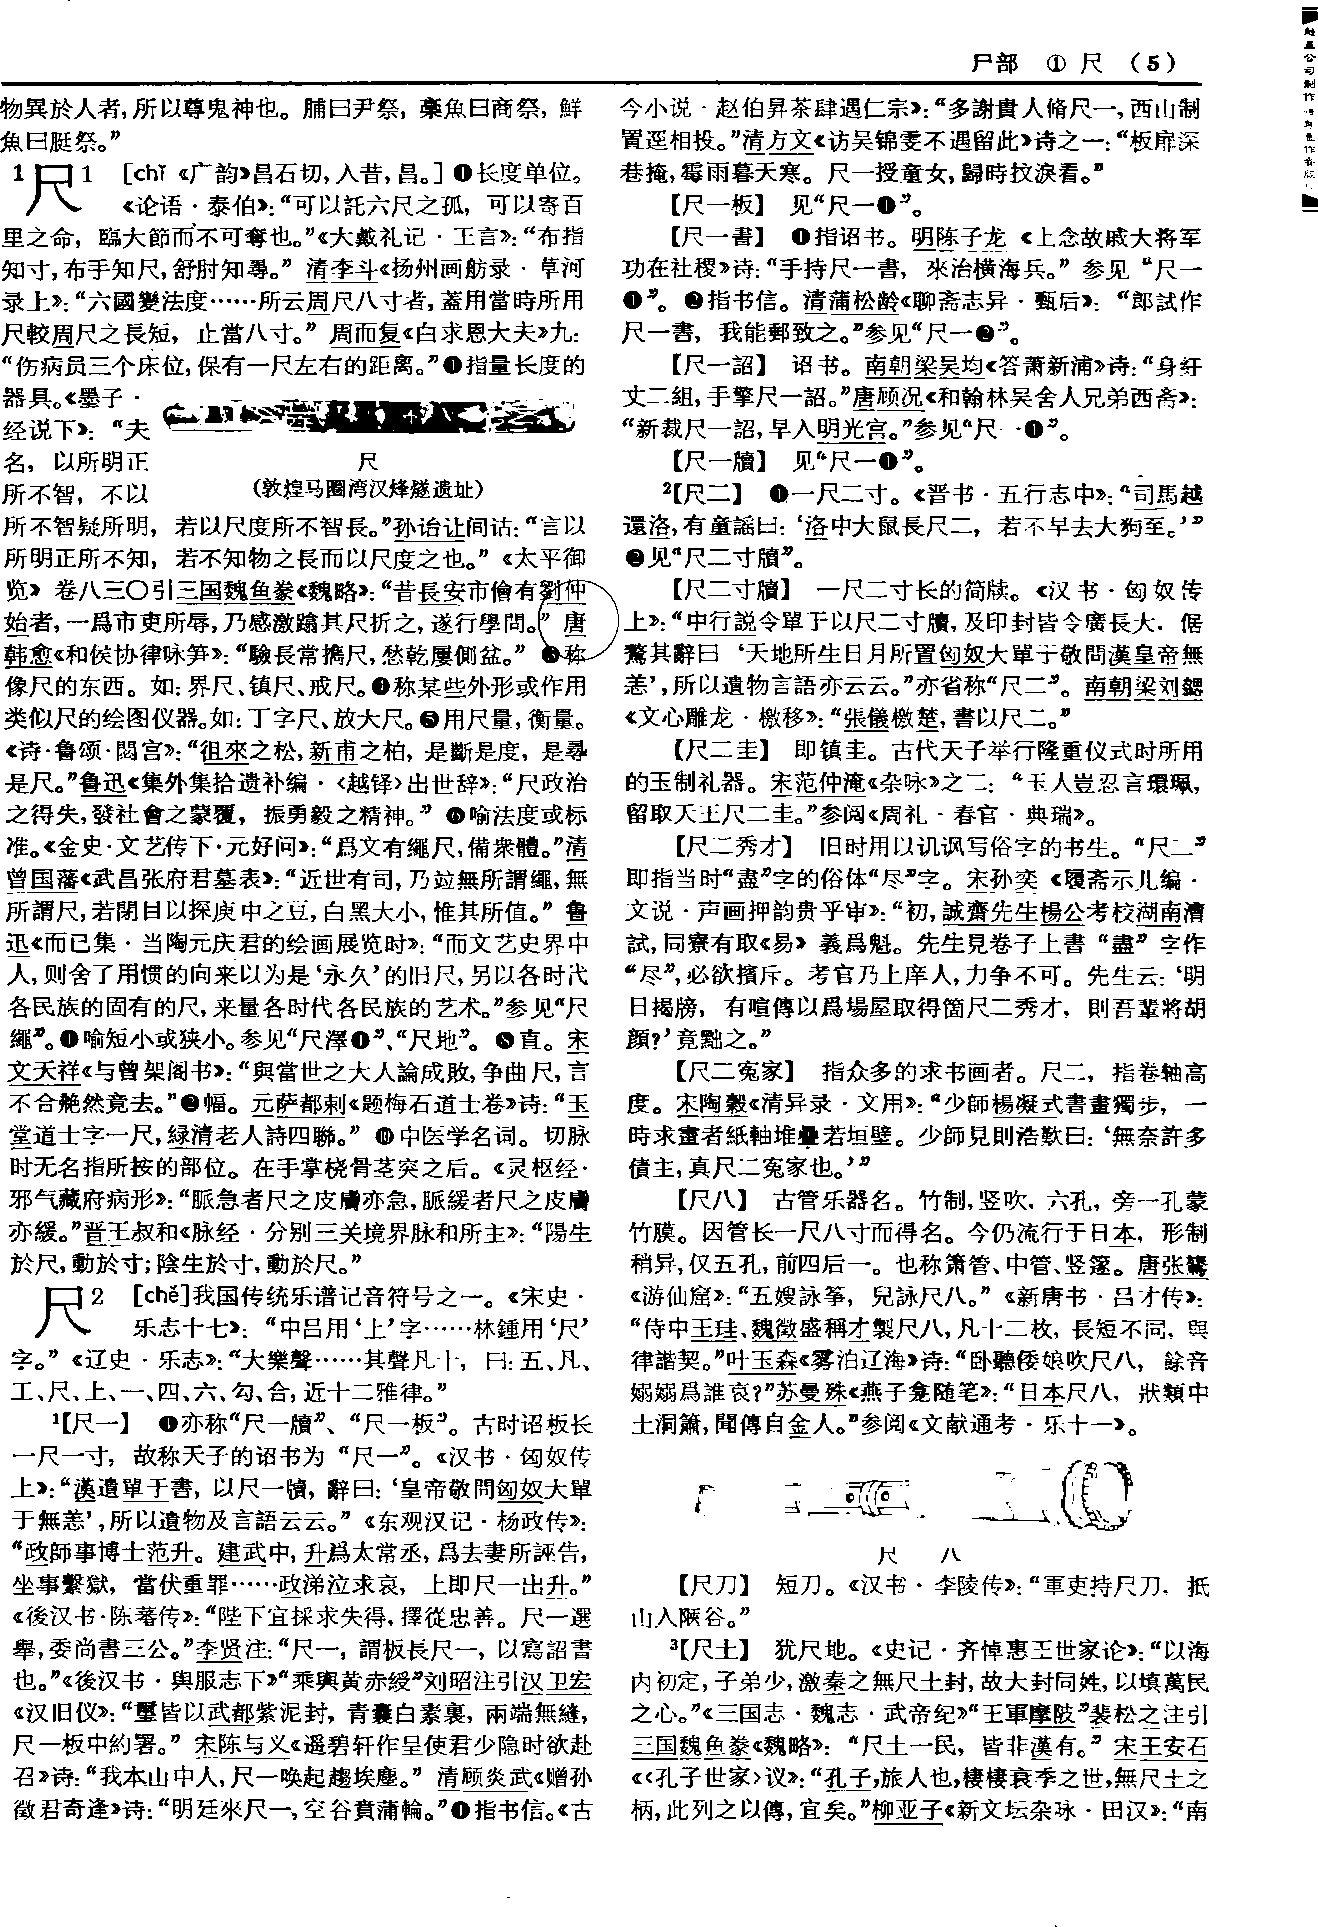 尸部 ① 尺 (5)
物異於人者,所以尊鬼神也。脯曰尹祭,槀魚曰商祭,鮮
魚曰脡祭。”
1 尺1 [chǐ《广韵》昌石切,入昔,昌。]❶长度单位。
《论语·泰伯》:“可以託六尺之孤,可以寄百
里之命,臨大節而不可奪也。”《大戴礼记·王言》:“布指
知寸,布手知尺,舒肘知尋。”清李斗《扬州画舫录·草河
录上》:“六國變法度……所云周尺八寸者,蓋用當時所用
尺較周尺之長短,止當八寸。”周而复《白求恩大夫》九:
“伤病员三个床位,保有一尺左右的距离。”❶指量长度的
器具。《墨子·
经说下》:“夫
名,以所明正
所不智,不以
尺
(敦煌马圈湾汉烽燧遗址)
所不智疑所明,若以尺度所不智長。”孙诒让间诂:“言以
所明正所不知,若不知物之長而以尺度之也。”《太平御
览》卷八三〇引三国魏鱼豢《魏略》:“昔長安市儈有劉仲
始者,一爲市吏所辱,乃感激蹹其尺折之,遂行學問。”唐
韩愈《和侯协律咏笋》:“驗長常攜尺,愁乾屢側盆。”❸称
像尺的东西。如:界尺、镇尺、戒尺。❹称某些外形或作用
类似尺的绘图仪器。如:丁字尺、放大尺。❺用尺量,衡量。
《诗·鲁颂·閟宫》:“徂來之松,新甫之柏,是斷是度,是尋
是尺。”鲁迅《集外集拾遗补编·〈越铎〉出世辞》:“尺政治
之得失,發社會之蒙覆,振勇毅之精神。”❻喻法度或标
准。《金史·文艺传下·元好问》:“爲文有繩尺,備衆體。”清
曾国藩《武昌张府君墓表》:“近世有司,乃竝無所謂繩,無
所謂尺,若閉目以探庾中之豆,白黑大小,惟其所值。”鲁
迅《而已集·当陶元庆君的绘画展览时》:“而文艺史界中
人,则舍了用惯的向来以为是‘永久’的旧尺,另以各时代
各民族的固有的尺,来量各时代各民族的艺术。”参见“尺
繩”。❶喻短小或狭小。参见“尺澤❶”、“尺地”。❽直。宋
文天祥《与曾架阁书》:“與當世之大人論成敗,争曲尺,言
不合艴然竟去。”❷幅。元萨都剌《题梅石道士卷》诗:“玉
堂道士字一尺,緑清老人詩四聯。”❿中医学名词。切脉
时无名指所按的部位。在手掌桡骨茎突之后。《灵枢经·
邪气藏府病形》:“脈急者尺之皮膚亦急,脈緩者尺之皮膚
亦緩。”晋王叔和《脉经·分别三关境界脉和所主》:“陽生
於尺,動於寸;陰生於寸,動於尺。”
尺2 [chě]我国传统乐谱记音符号之一。《宋史·
乐志十七》:“中吕用‘上’字……林鍾用‘尺’
字。”《辽史·乐志》:“大樂聲……其聲凡十,曰:五、凡、
工、尺、上、一、四、六、勾、合,近十二雅律。”
1【尺一】 ❶亦称“尺一牘”、“尺一板”。古时诏板长
一尺一寸,故称天子的诏书为“尺一”。《汉书·匈奴传
上》:“漢遺單于書,以尺一牘,辭曰:‘皇帝敬問匈奴大單
于無恙’,所以遺物及言語云云。”《东观汉记·杨政传》:
“政師事博士范升。建武中,升爲太常丞,爲去妻所誣告,
坐事繫獄,當伏重罪……政涕泣求哀,上即尺一出升。”
《後汉书·陈蕃传》:“陛下宜採求失得,擇從忠善。尺一選
舉,委尚書三公。”李贤注:“尺一,謂板長尺一,以寫詔書
也。”《後汉书·舆服志下》“乘輿黃赤綬”刘昭注引汉卫宏
《汉旧仪》:“璽皆以武都紫泥封,青囊白素裏,兩端無縫,
尺一板中約署。”宋陈与义《遥碧轩作呈使君少隐时欲赴
召》诗:“我本山中人,尺一唤起趨埃塵。”清顾炎武《赠孙
徵君奇逢》诗:“明廷來尺一,空谷賁蒲輪。”❶指书信。《古
今小说·赵伯昇茶肆遇仁宗》:“多謝貴人脩尺一,西山制
置逕相投。”清方文《访吴锦雯不遇留此》诗之一:“板扉深
巷掩,霉雨暮天寒。尺一授童女,歸時抆淚看。”
【尺一板】 见“尺一❶”。
【尺一書】 ❶指诏书。明陈子龙《上念故戚大将军
功在社稷》诗:“手持尺一書,來治橫海兵。”参见“尺一
❶”。❷指书信。清蒲松龄《聊斋志异·甄后》:“郎試作
尺一書,我能郵致之。”参见“尺一❷”。
【尺一詔】 诏书。南朝梁吴均《答萧新浦》诗:“身紆
丈二組,手擎尺一詔。”唐顾况《和翰林吴舍人兄弟西斋》:
“新裁尺一詔,早入明光宫。”参见“尺一❶”。
【尺一牘】 见“尺一❶”。
2【尺二】 ❶一尺二寸。《晋书·五行志中》:“司馬越
還洛,有童謡曰:‘洛中大鼠長尺二,若不早去大狗至。’”
❷见“尺二寸牘”。
【尺二寸牘】 一尺二寸长的简牍。《汉书·匈奴传
上》:“中行説令單于以尺二寸牘,及印封皆令廣長大,倨
驁其辭曰‘天地所生日月所置匈奴大單于敬問漢皇帝無
恙’,所以遺物言語亦云云。”亦省称“尺二”。南朝梁刘勰
《文心雕龙·檄移》:“張儀檄楚,書以尺二。”
【尺二圭】 即镇圭。古代天子举行隆重仪式时所用
的玉制礼器。宋范仲淹《杂咏》之二:“玉人豈忍言環珮,
留取天王尺二圭。”参阅《周礼·春官·典瑞》。
【尺二秀才】 旧时用以讥讽写俗字的书生。“尺二”
即指当时“盡”字的俗体“尽”字。宋孙奕《履斋示儿编·
文说·声画押韵贵乎审》:“初,誠齋先生楊公考校湖南漕
試,同寮有取《易》義爲魁。先生見卷子上書“盡”字作
“尽”,必欲擯斥。考官乃上庠人,力争不可。先生云:‘明
日揭牓,有喧傳以爲場屋取得箇尺二秀才,則吾輩將胡
顔?’竟黜之。”
【尺二寃家】 指众多的求书画者。尺二,指卷轴高
度。宋陶穀《清异录·文用》:“少師楊凝式書畫獨步,一
時求畫者紙軸堆疊若垣壁。少師見則浩歎曰:‘無奈許多
債主,真尺二寃家也。’”
【尺八】 古管乐器名。竹制,竖吹,六孔,旁一孔蒙
竹膜。因管长一尺八寸而得名。今仍流行于日本,形制
稍异,仅五孔,前四后一。也称箫管、中管、竖篴。唐张鷟
《游仙窟》:“五嫂詠筝,兒詠尺八。”《新唐书·吕才传》:
“侍中王珪、魏徵盛稱才製尺八,凡十二枚,長短不同,與
律諧契。”叶玉森《雾泊辽海》诗:“卧聽倭娘吹尺八,餘音
嫋嫋爲誰哀?”苏曼殊《燕子龛随笔》:“日本尺八,狀類中
土洞簫,聞傳自金人。”参阅《文献通考·乐十一》。
尺 八
【尺刀】 短刀。《汉书·李陵传》:“軍吏持尺刀,抵
山入陿谷。”
3【尺土】 犹尺地。《史记·齐悼惠王世家论》:“以海
内初定,子弟少,激秦之無尺土封,故大封同姓,以填萬民
之心。”《三国志·魏志·武帝纪》“王軍摩陂”裴松之注引
三国魏鱼豢《魏略》:“尺土一民,皆非漢有。”宋王安石
《〈孔子世家〉议》:“孔子,旅人也,棲棲衰季之世,無尺土之
柄,此列之以傳,宜矣。”柳亚子《新文坛杂咏·田汉》:“南